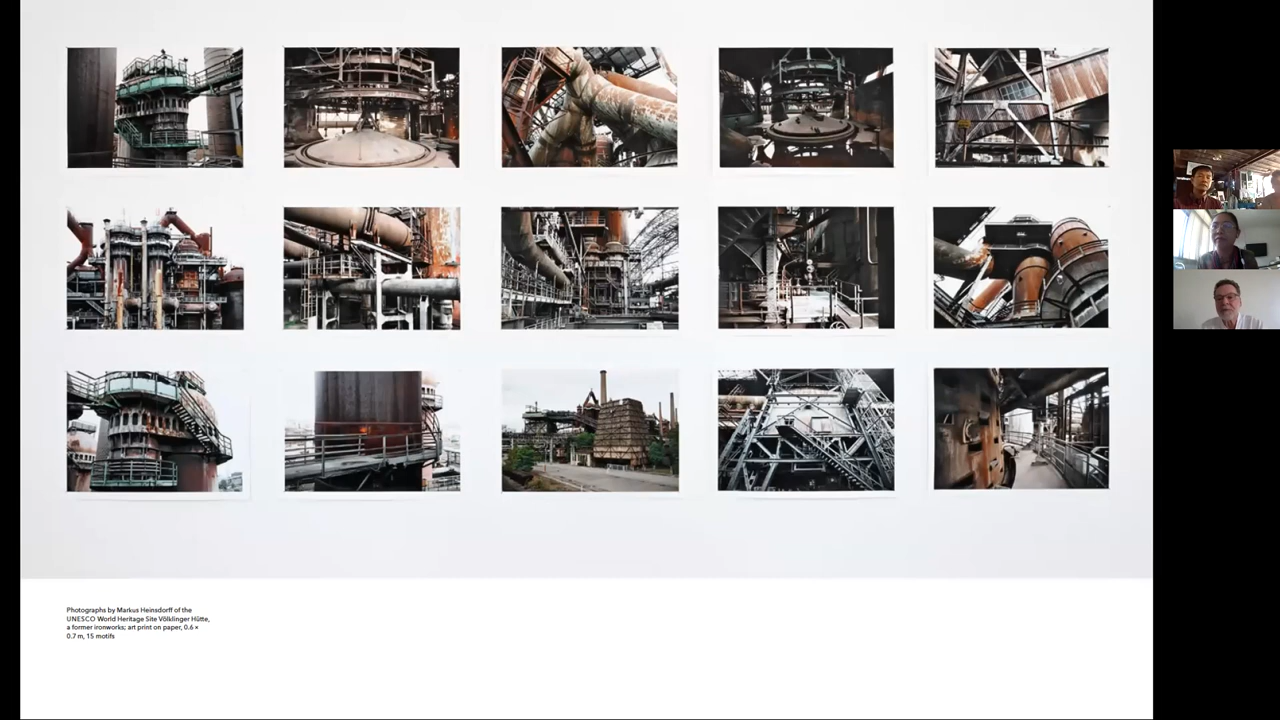 Photographs by Markus Heinsdorff of the
UNESCO World Heritage Site Völklinger Hütte,
a former ironworks; art print on paper, 0.6 ×
0.7 m, 15 motifs